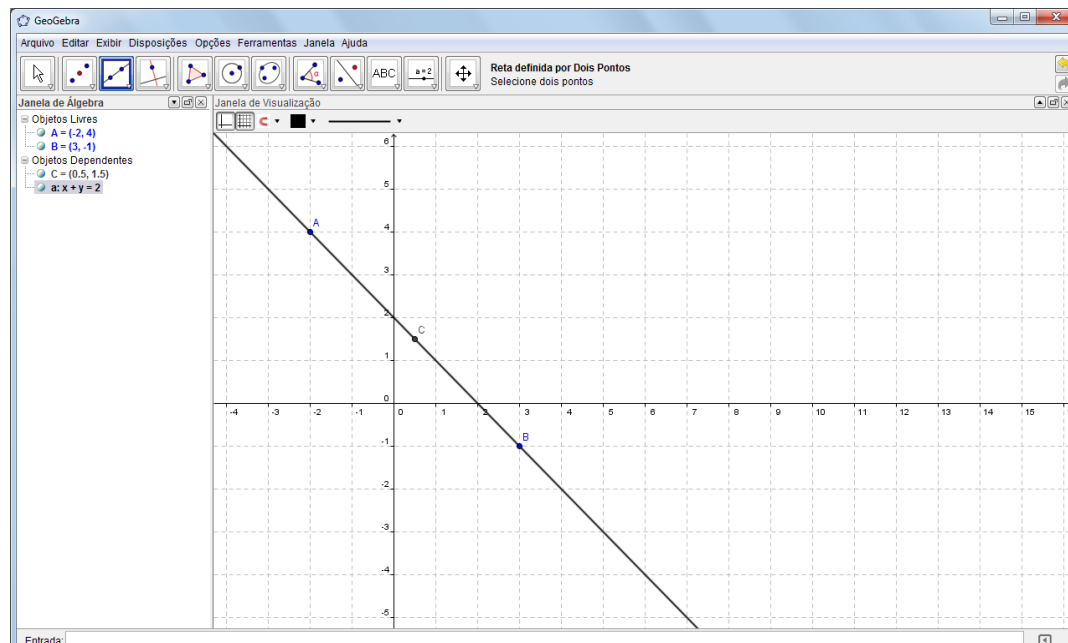 GeoGebra
Arquivo Editar Exibir Disposições Opções Ferramentas Janela Ajuda
ABC
a=2
α
Reta definida por Dois Pontos
Selecione dois pontos
Janela de Álgebra
Objetos Livres
A = (-2, 4)
B = (3, -1)
Objetos Dependentes
C = (0.5, 1.5)
a: x + y = 2
Janela de Visualização
6
5
A
4
3
2
C
1
0
-4 -3 -2 -1 0 1 2 3 4 5 6 7 8 9 10 11 12 13 14 15 1
B
-1
-2
-3
-4
-5
Entrada: